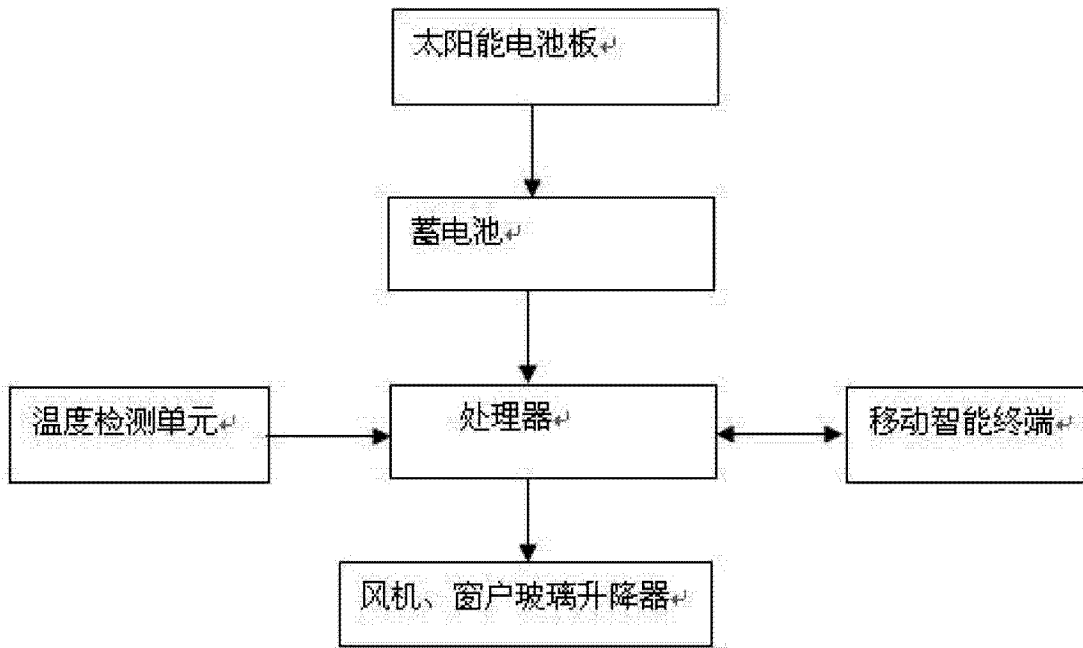 太阳能电池板
蓄电池
温度检测单元
处理器
移动智能终端
风机、窗户玻璃升降器